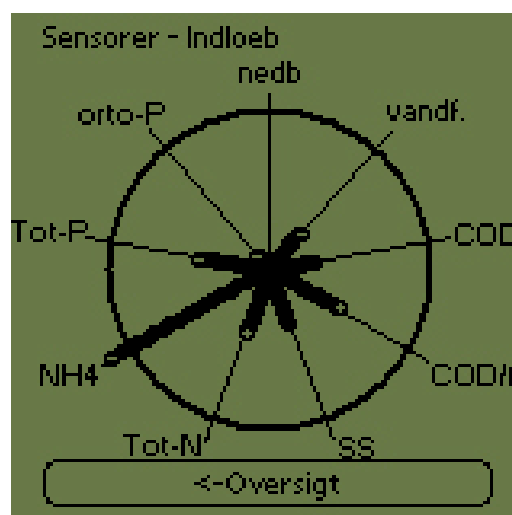 Sensorer - Indloeb
nedb
orto-P
vandf.
Tot-P
COD
NH4
COD/
Tot-N
SS
<-Oversigt